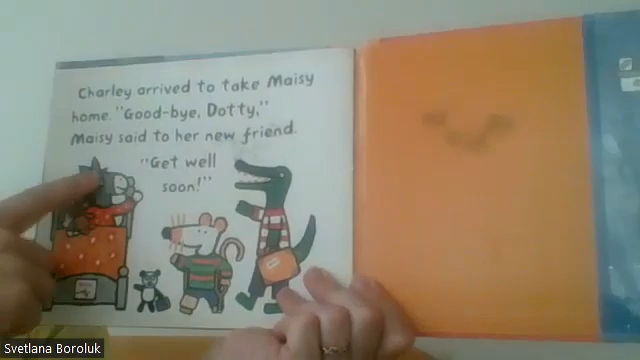 Charley arrived to take Maisy
home. "Good-bye, Dotty,"
Maisy said to her new friend.
"Get well
soon!"
Svetlana Boroluk